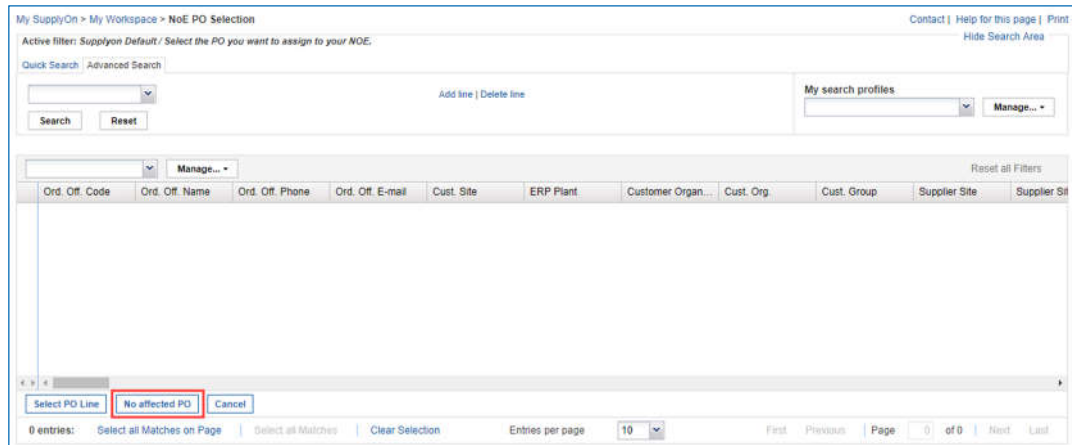 My SupplyOn > My Workspace > NoE PO Selection
Contact | Help for this page | Print
Active filter: Supplyon Default / Select the PO you want to assign to your NOE.
Hide Search Area
Quick Search Advanced Search
Add line | Delete line
My search profiles
Manage...
Search Reset
Manage...
Reset all Filters
Ord. Off. Code Ord. Off. Name Ord. Off. Phone Ord. Off. E-mail Cust. Site ERP Plant Customer Organ... Cust. Org. Cust. Group Supplier Site Supplier Sit
Select PO Line No affected PO Cancel
0 entries: Select all Matches on Page | Select all Matches | Clear Selection Entries per page 10 First Previous | Page 0 of 0 | Next Last